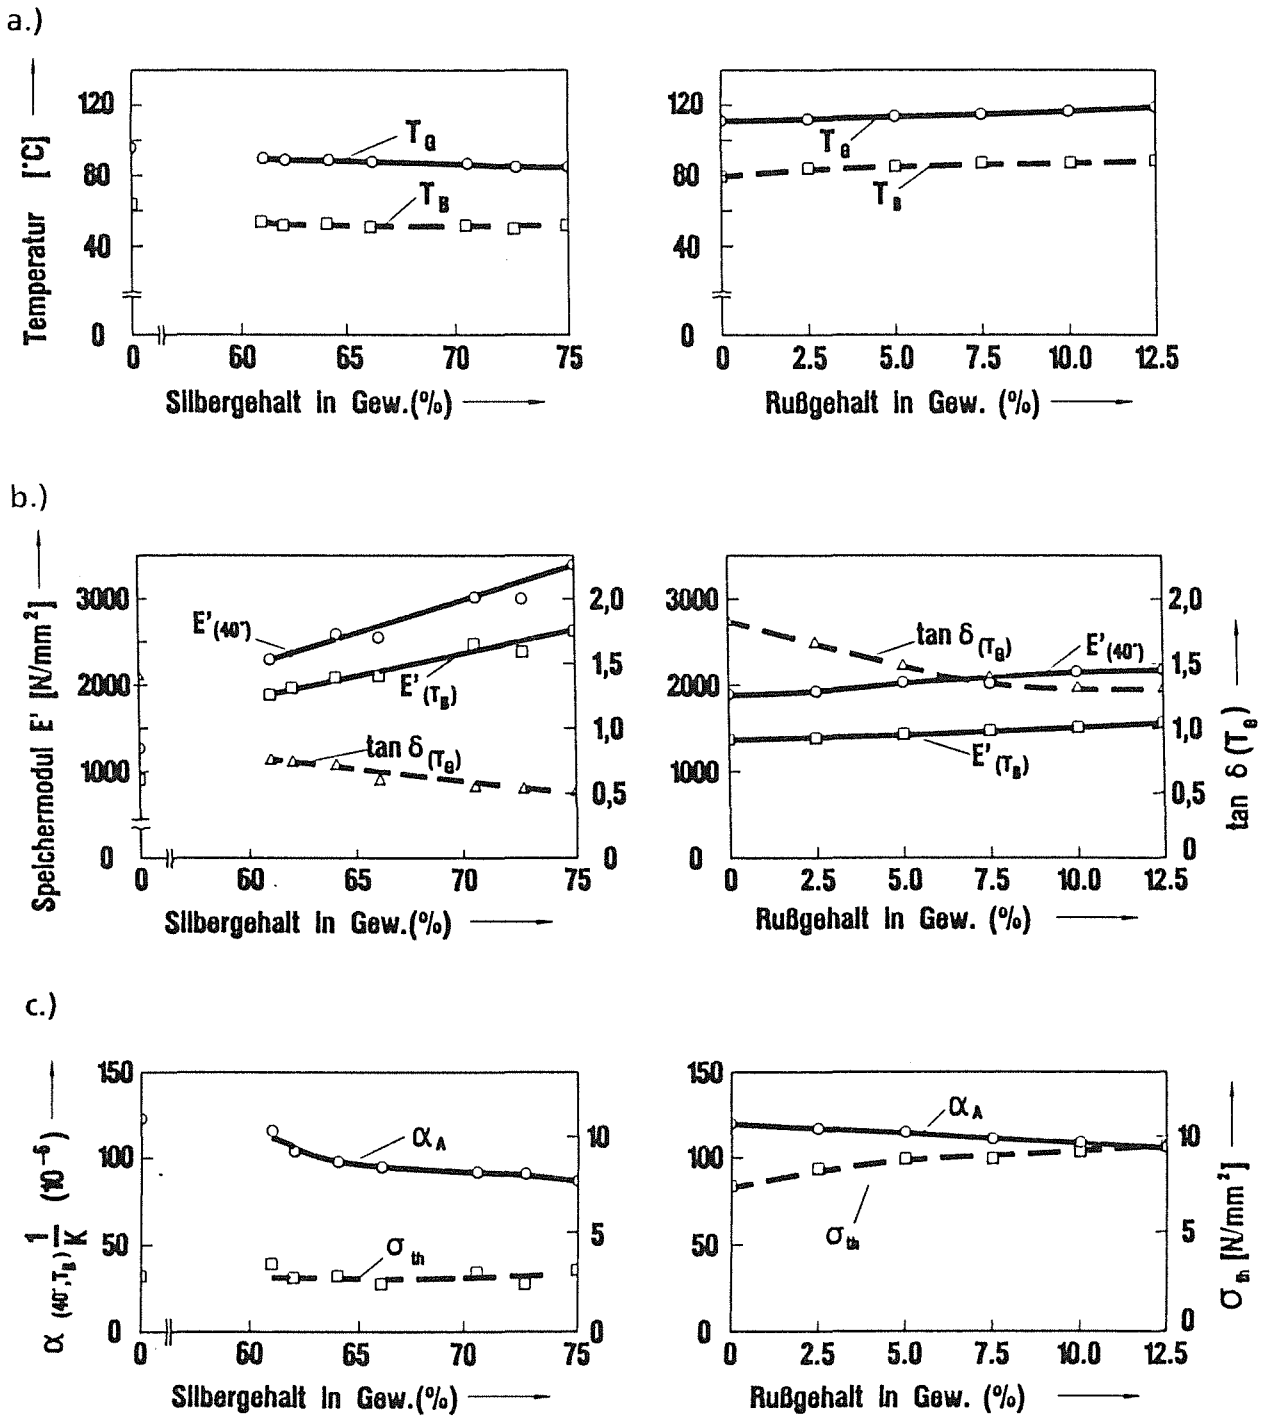 a.)
Temperatur [°C]
120
80
40
0
T_G
T_B
0 60 65 70 75
Silbergehalt in Gew.(%)
120
80
40
0
T_G
T_B
0 2.5 5.0 7.5 10.0 12.5
Rußgehalt in Gew. (%)
b.)
Speichermodul E' [N/mm²]
3000
2000
1000
0
E'(40°)
E'(T_B)
tan δ(T_G)
2,0
1,5
1,0
0,5
0
0 60 65 70 75
Silbergehalt in Gew.(%)
3000
2000
1000
0
tan δ(T_G)
E'(40°)
E'(T_B)
2,0
1,5
1,0
0,5
0
tan δ (T_G)
0 2.5 5.0 7.5 10.0 12.5
Rußgehalt in Gew. (%)
c.)
α (40°,T_B) 1/K (10⁻⁶)
150
100
50
0
α_A
σ_th
10
5
0
0 60 65 70 75
Silbergehalt in Gew.(%)
150
100
50
0
α_A
σ_th
10
5
0
σ_th [N/mm²]
0 2.5 5.0 7.5 10.0 12.5
Rußgehalt in Gew. (%)